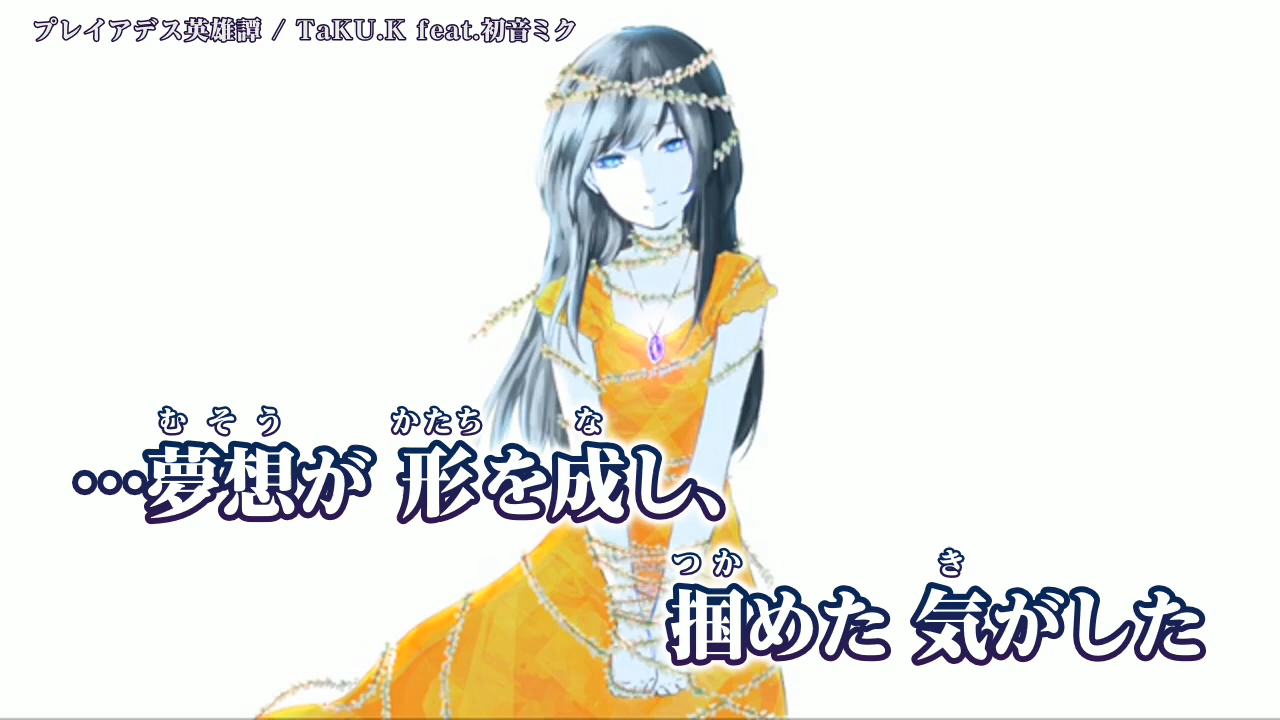 プレイアデス英雄譚 / TaKU.K feat.初音ミク
むそう かたち な
…夢想が 形を成し、
つか き
掴めた 気がした